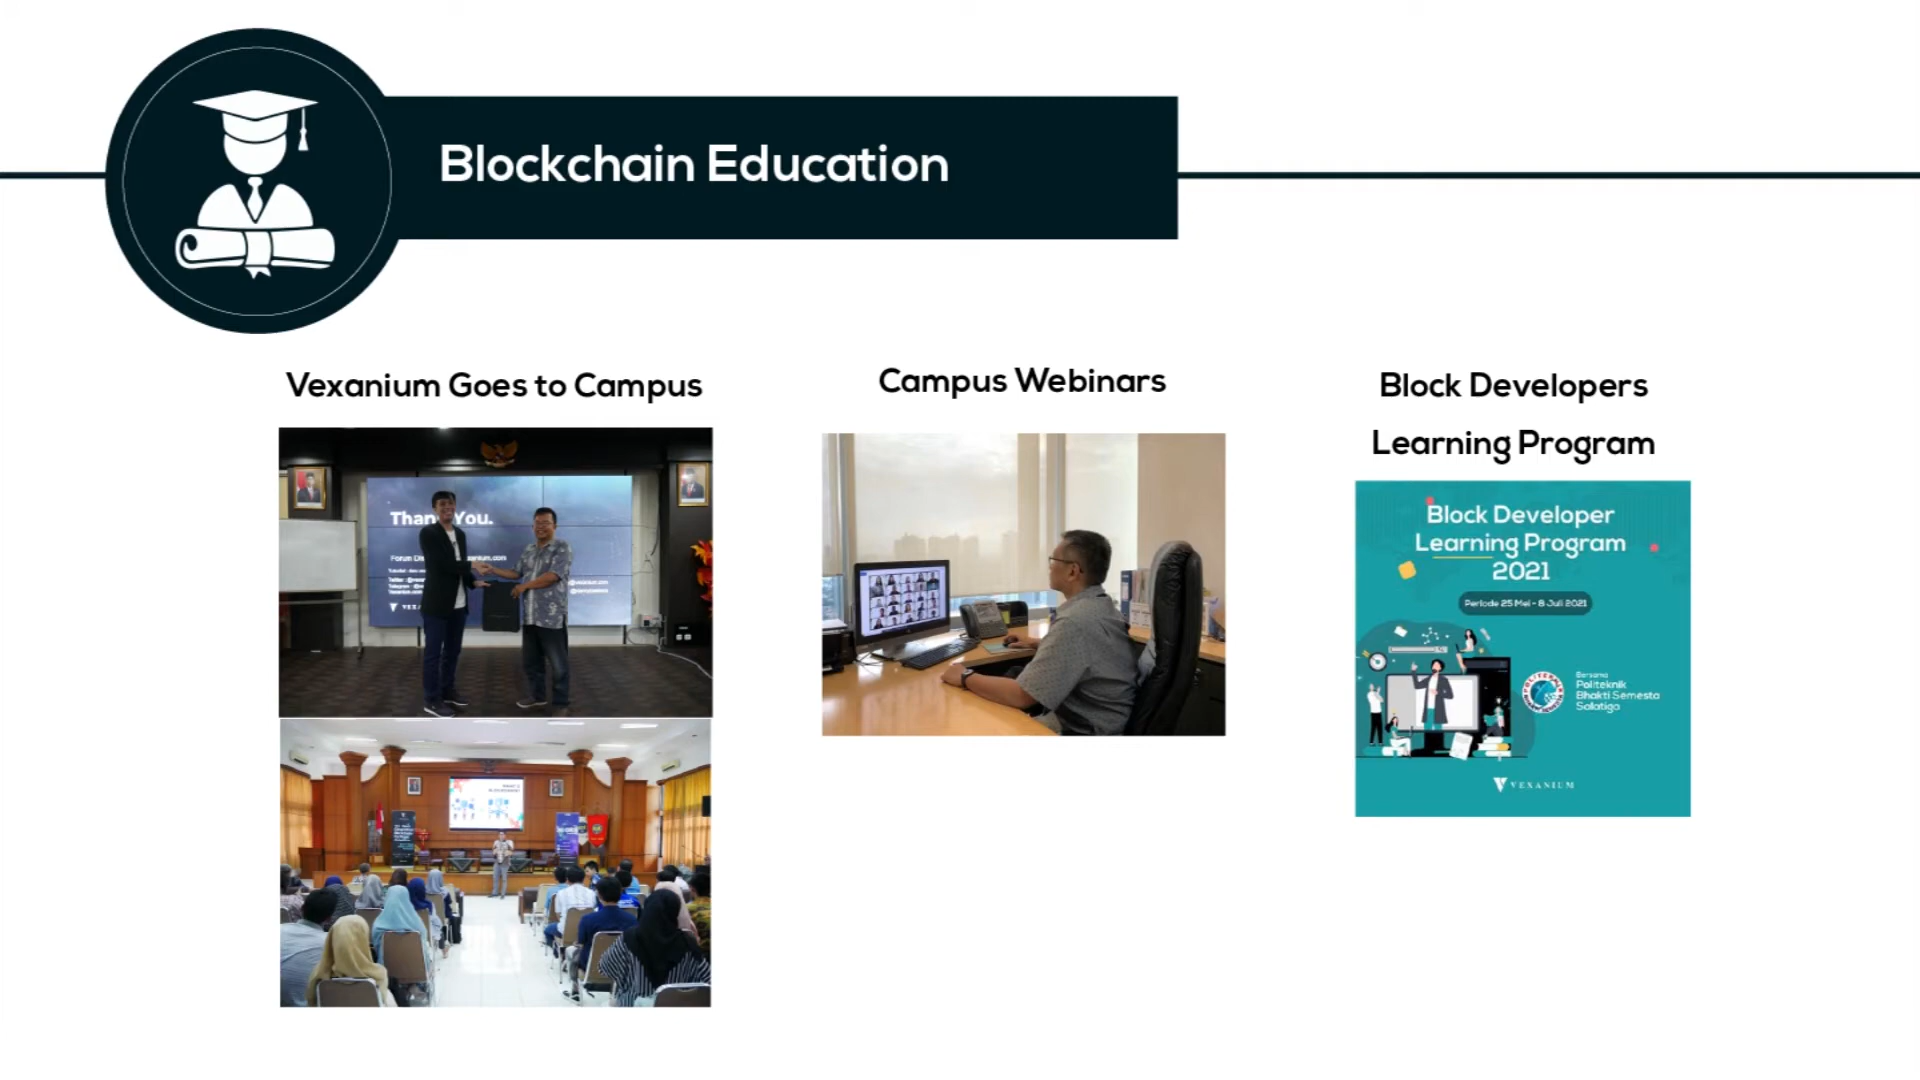 Blockchain Education
Vexanium Goes to Campus
Campus Webinars
Block Developers
Learning Program
Thank You.
Block Developer
Learning Program
2021
Periode 25 Mei - 8 Juli 2021
Bersama
Politeknik
Bhakti Semesta
Salatiga
VEXANIUM